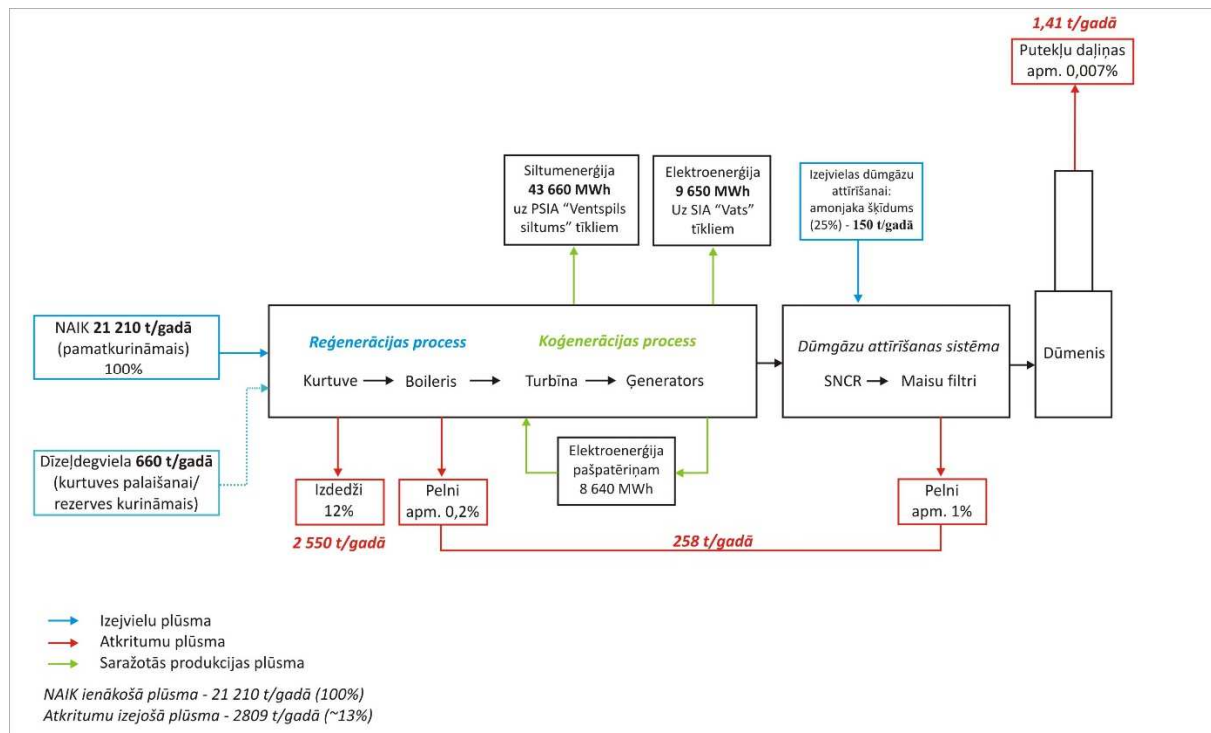 1,41 t/gadā
Putekļu daļiņas
apm. 0,007%
Siltumenerģija
43 660 MWh
uz PSIA “Ventspils
siltums” tīkliem
Elektroenerģija
9 650 MWh
Uz SIA “Vats”
tīkliem
Izejvielas dūmgāzu
attīrīšanai:
amonjaka šķīdums
(25%) - 150 t/gadā
NAIK 21 210 t/gadā
(pamatkurināmais)
100%
Reģenerācijas process
Koģenerācijas process
Kurtuve
Boileris
Turbīna
Ģenerators
Dūmgāzu attīrīšanas sistēma
SNCR
Maisu filtri
Dūmenis
Dīzeļdegviela 660 t/gadā
(kurtuves palaišanai/
rezerves kurināmais)
Elektroenerģija
pašpatēriņam
8 640 MWh
Izdedži
12%
Pelni
apm. 0,2%
Pelni
apm. 1%
2 550 t/gadā
258 t/gadā
Izejvielu plūsma
Atkritumu plūsma
Saražotās produkcijas plūsma
NAIK ienākošā plūsma - 21 210 t/gadā (100%)
Atkritumu izejošā plūsma - 2809 t/gadā (~13%)